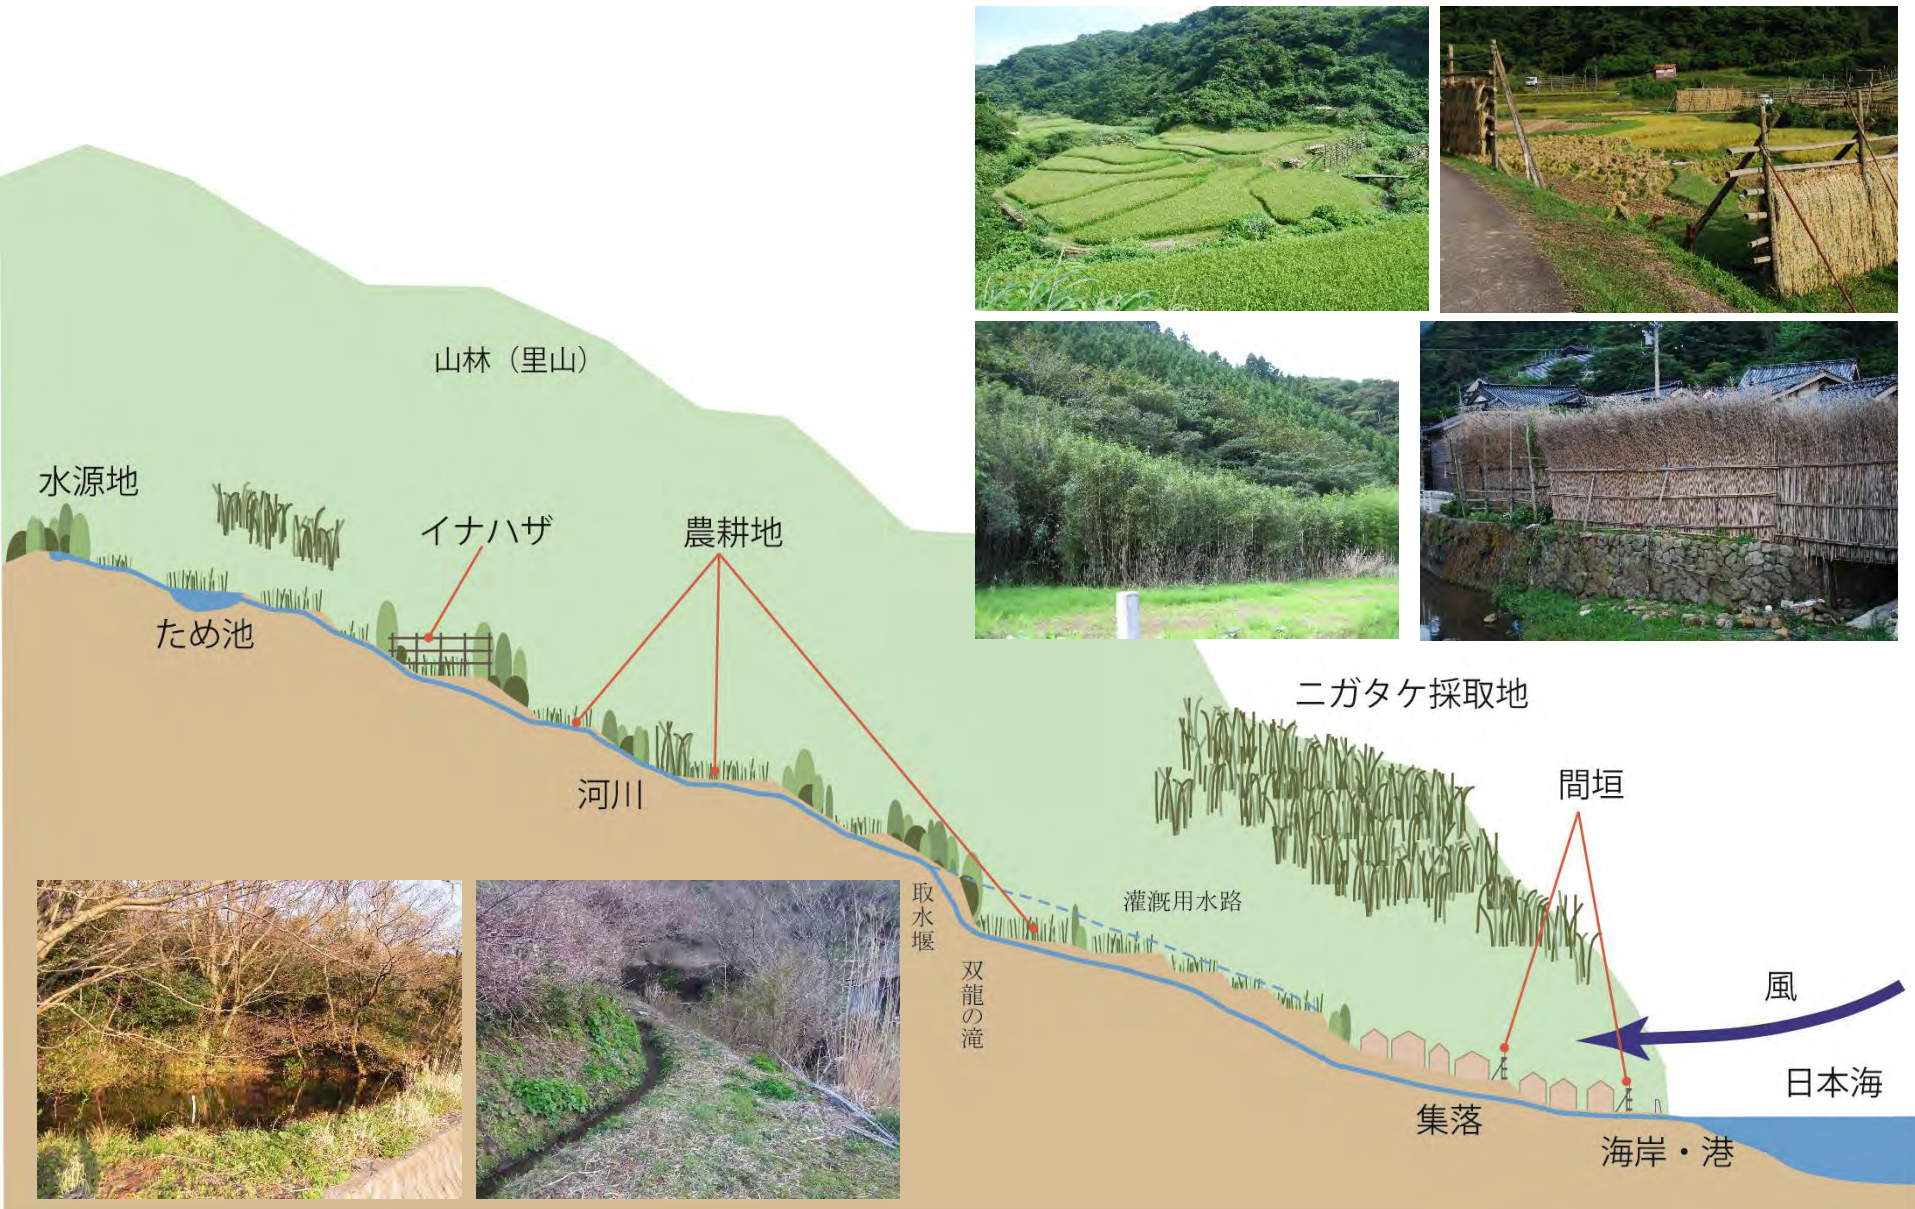 山林（里山）
水源地
イナハザ
農耕地
ため池
ニガタケ採取地
河川
間垣
取水堰
灌漑用水路
双龍の滝
風
日本海
集落
海岸・港